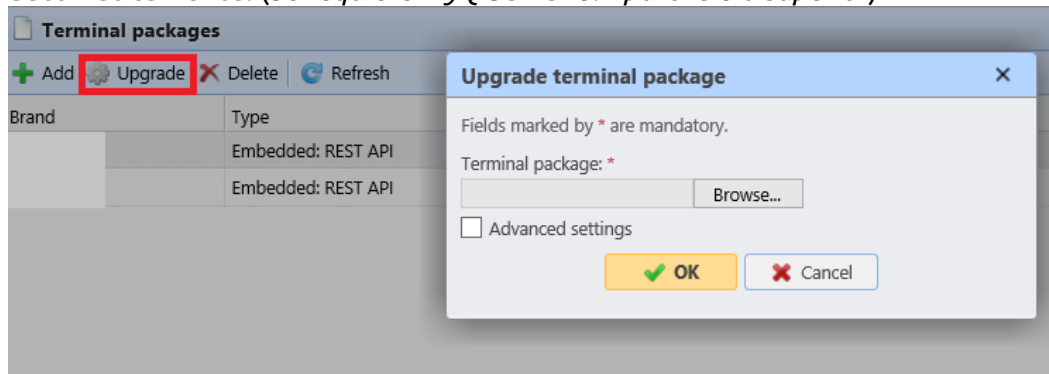 Terminal packages
Add Upgrade Delete Refresh
Brand Type
Embedded: REST API
Embedded: REST API
Upgrade terminal package
Fields marked by * are mandatory.
Terminal package: *
Browse...
Advanced settings
OK Cancel